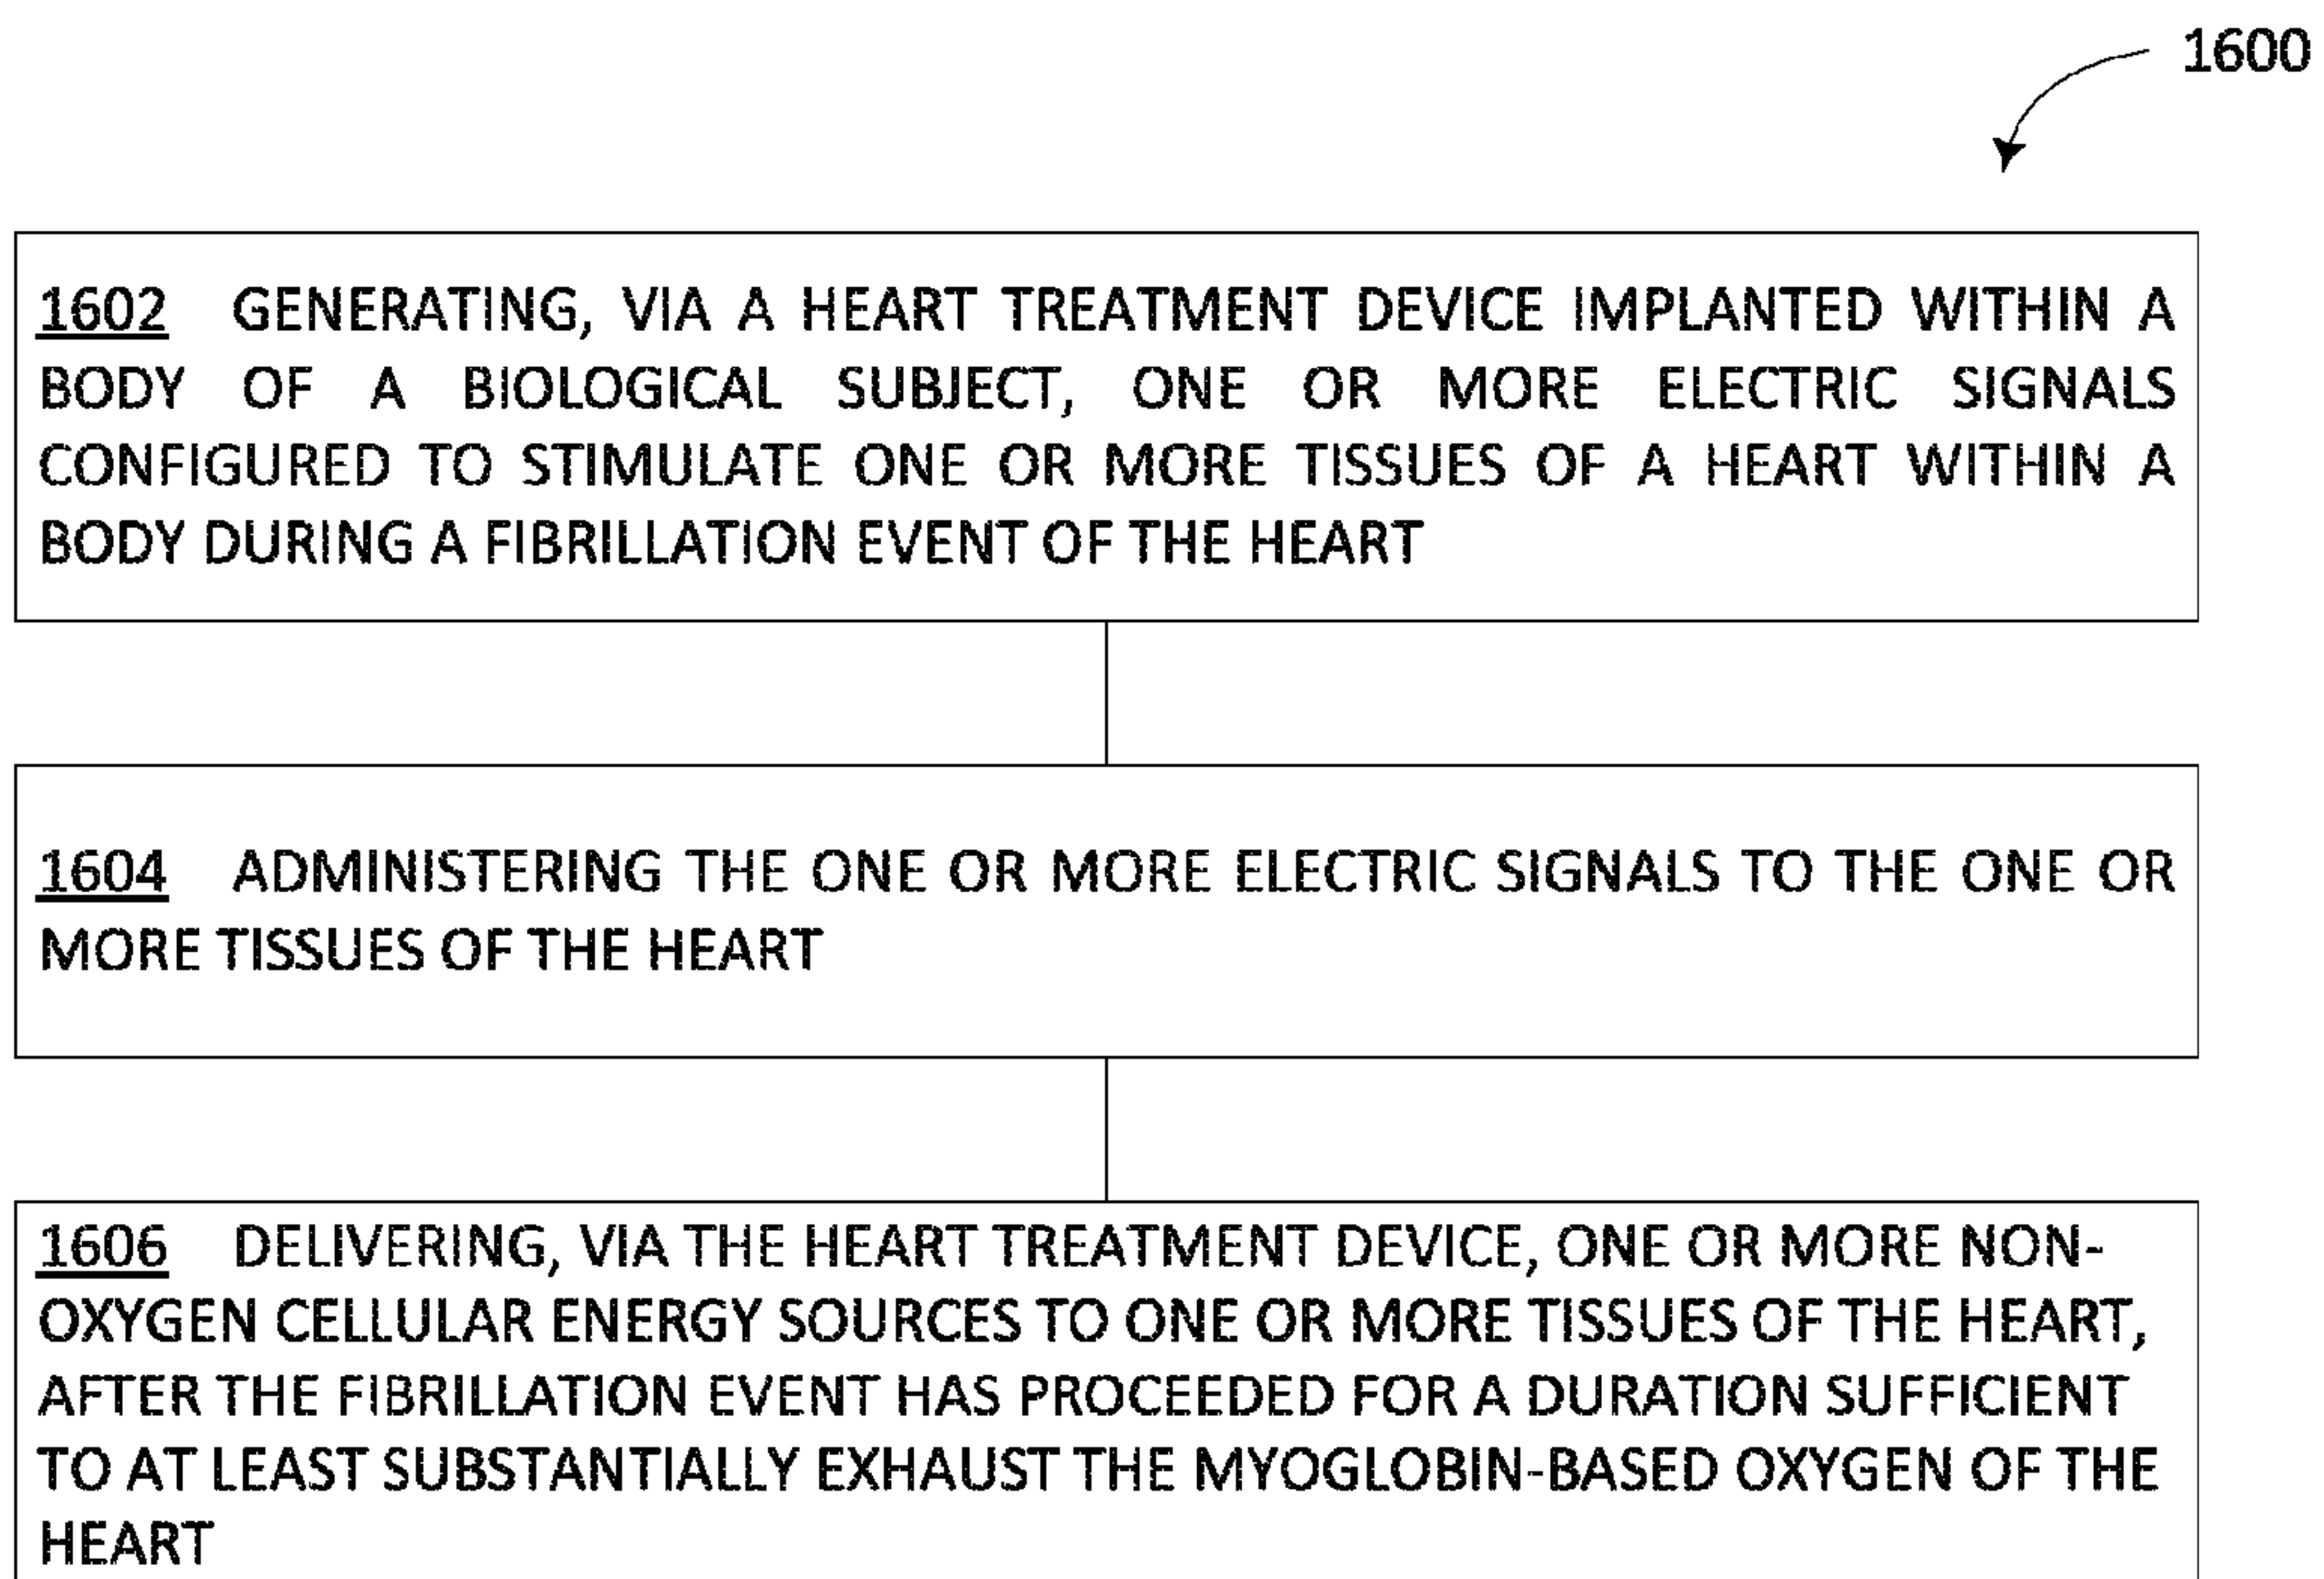 1600
1602 GENERATING, VIA A HEART TREATMENT DEVICE IMPLANTED WITHIN A
BODY OF A BIOLOGICAL SUBJECT, ONE OR MORE ELECTRIC SIGNALS
CONFIGURED TO STIMULATE ONE OR MORE TISSUES OF A HEART WITHIN A
BODY DURING A FIBRILLATION EVENT OF THE HEART
1604 ADMINISTERING THE ONE OR MORE ELECTRIC SIGNALS TO THE ONE OR
MORE TISSUES OF THE HEART
1606 DELIVERING, VIA THE HEART TREATMENT DEVICE, ONE OR MORE NON-
OXYGEN CELLULAR ENERGY SOURCES TO ONE OR MORE TISSUES OF THE HEART,
AFTER THE FIBRILLATION EVENT HAS PROCEEDED FOR A DURATION SUFFICIENT
TO AT LEAST SUBSTANTIALLY EXHAUST THE MYOGLOBIN-BASED OXYGEN OF THE
HEART